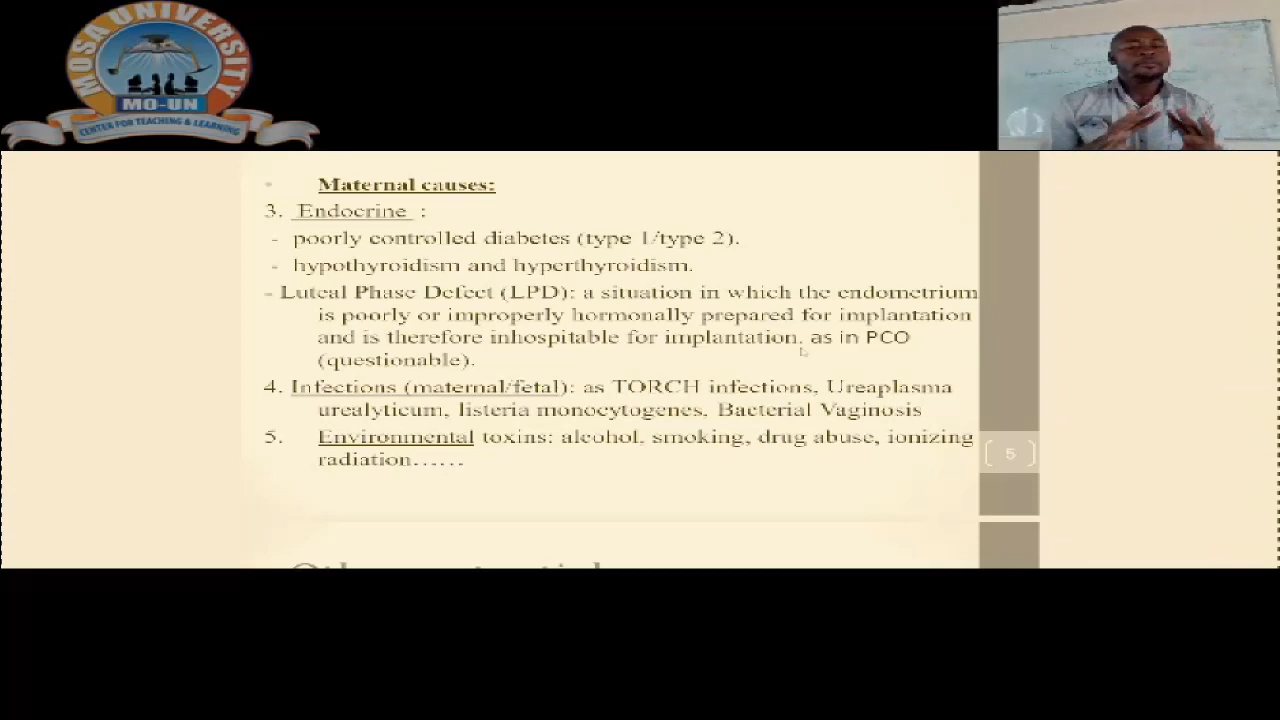 MOSA UNIVERSITY
MO-UN
CENTER FOR TEACHING & LEARNING
Maternal causes:
3. Endocrine :
- poorly controlled diabetes (type 1/type 2).
- hypothyroidism and hyperthyroidism.
- Luteal Phase Defect (LPD): a situation in which the endometrium
is poorly or improperly hormonally prepared for implantation
and is therefore inhospitable for implantation. as in PCO
(questionable).
4. Infections (maternal/fetal): as TORCH infections, Ureaplasma
urealyticum, listeria monocytogenes. Bacterial Vaginosis
5. Environmental toxins: alcohol, smoking, drug abuse, ionizing
radiation……
5